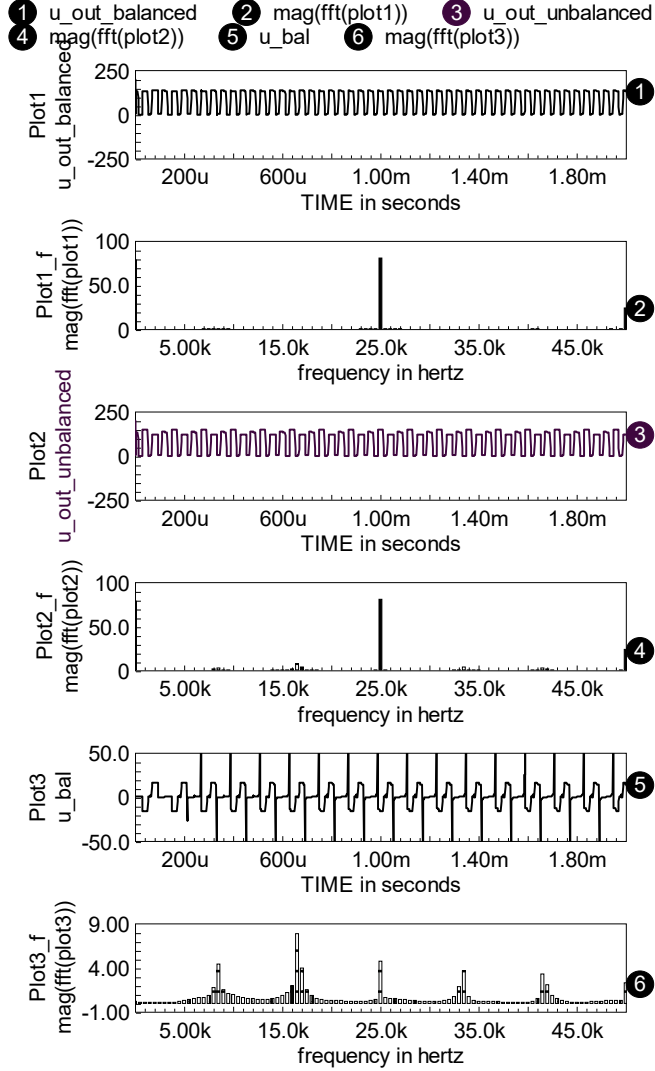 1 u_out_balanced 2 mag(fft(plot1)) 3 u_out_unbalanced
4 mag(fft(plot2)) 5 u_bal 6 mag(fft(plot3))
Plot1
u_out_balanced
250
0
-250
1
200u 600u 1.00m 1.40m 1.80m
TIME in seconds
Plot1_f
mag(fft(plot1))
100
50.0
0
2
5.00k 15.0k 25.0k 35.0k 45.0k
frequency in hertz
Plot2
u_out_unbalanced
250
0
-250
3
200u 600u 1.00m 1.40m 1.80m
TIME in seconds
Plot2_f
mag(fft(plot2))
100
50.0
0
4
5.00k 15.0k 25.0k 35.0k 45.0k
frequency in hertz
Plot3
u_bal
50.0
0
-50.0
5
200u 600u 1.00m 1.40m 1.80m
TIME in seconds
Plot3_f
mag(fft(plot3))
9.00
4.00
-1.00
6
5.00k 15.0k 25.0k 35.0k 45.0k
frequency in hertz